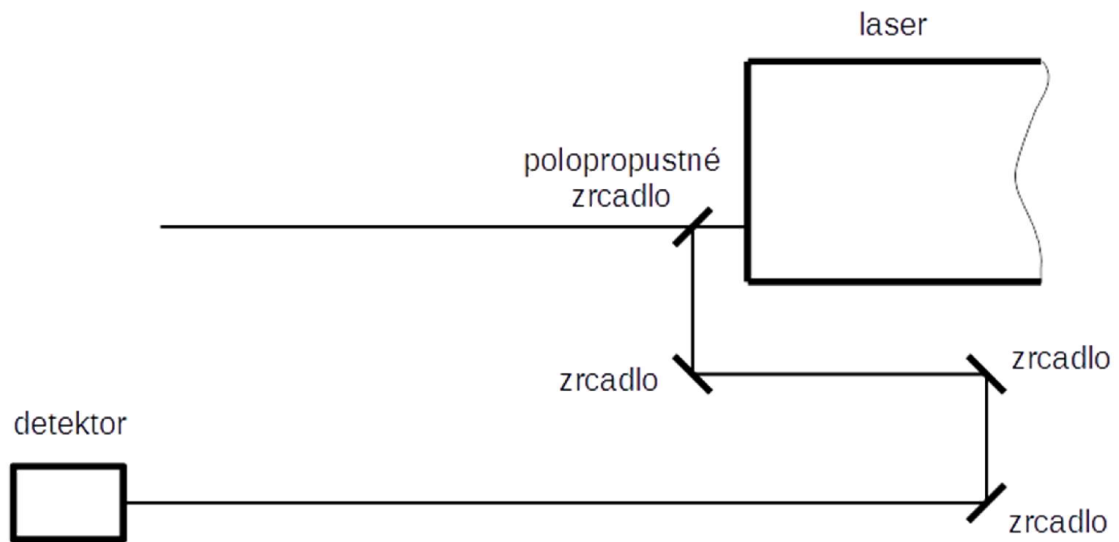 laser
polopropustné
zrcadlo
zrcadlo
zrcadlo
detektor
zrcadlo